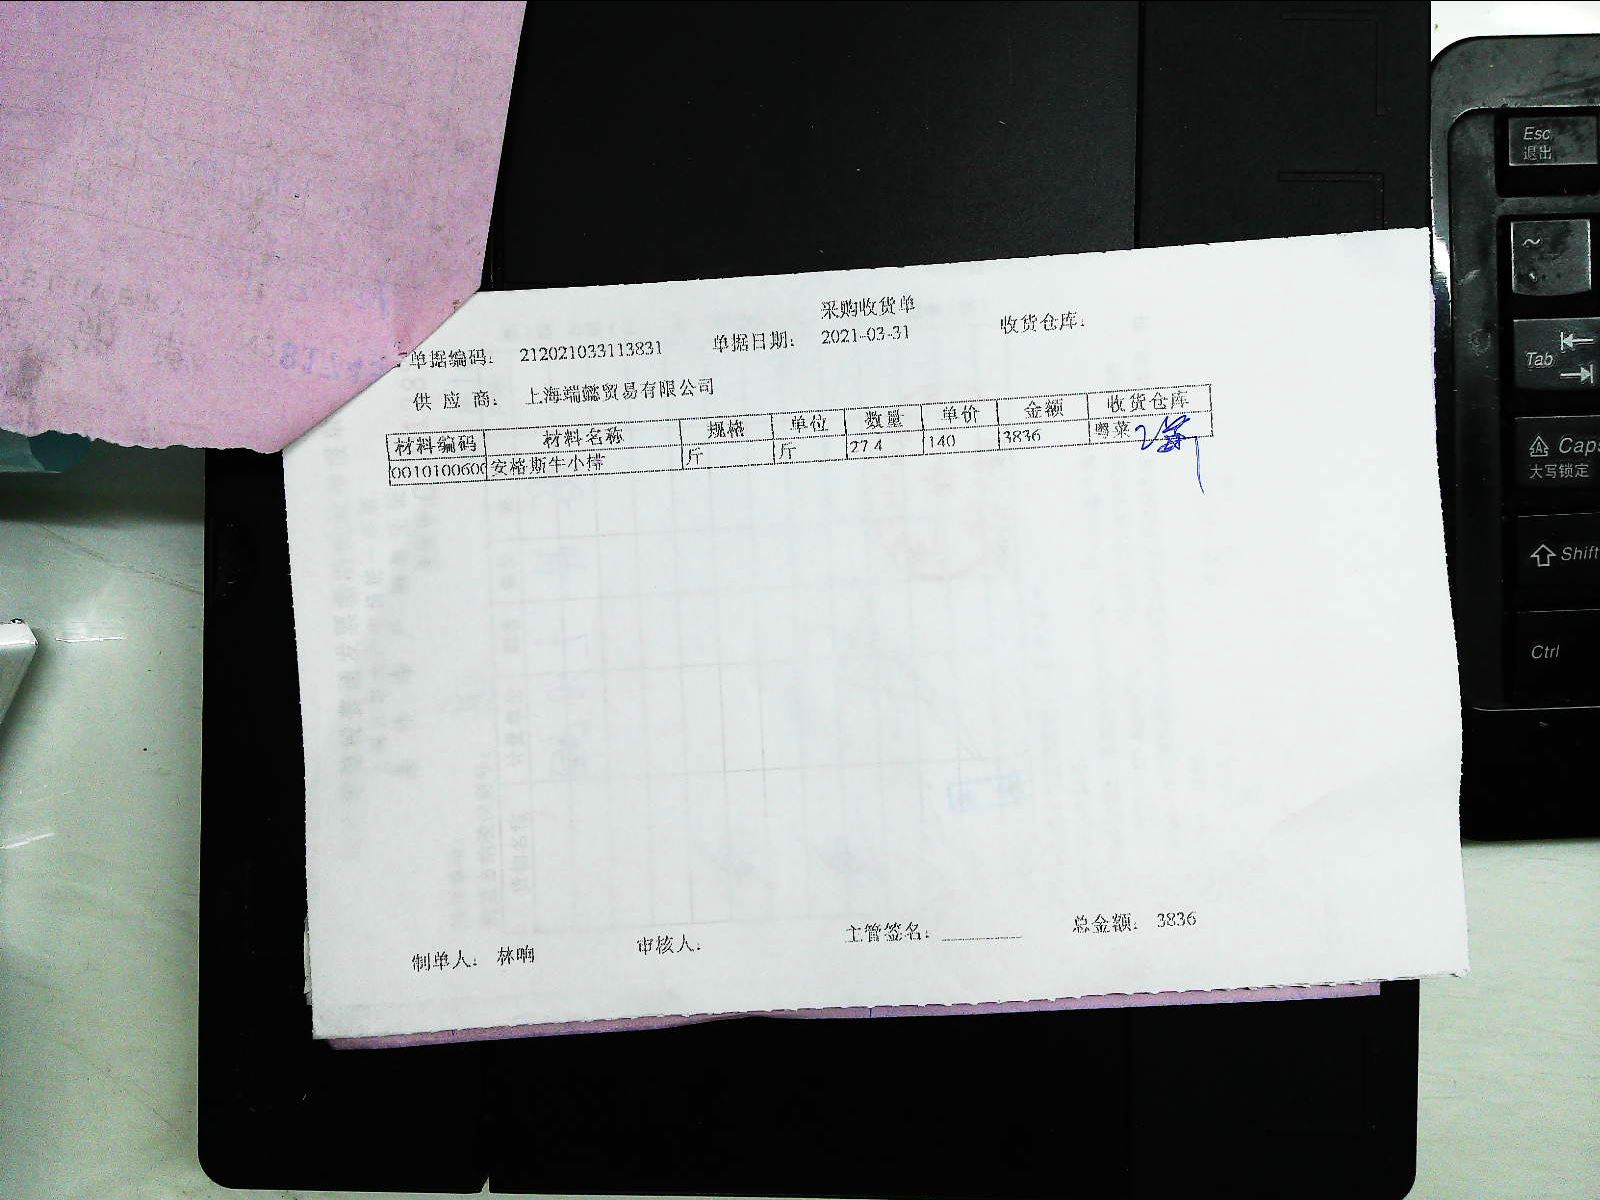 采购收货单
单据编码： 212021033113831 单据日期： 2021-03-31 收货仓库：
供 应 商： 上海端懿贸易有限公司
材料编码 材料名称 规格 单位 数量 单价 金额 收货仓库
0010100600 安格斯牛小排 斤 斤 27.4 140 3836 粤菜
制单人： 林响 审核人： 主管签名： 总金额： 3836
Esc
退出
~
Tab
Caps
大写锁定
Shift
Ctrl